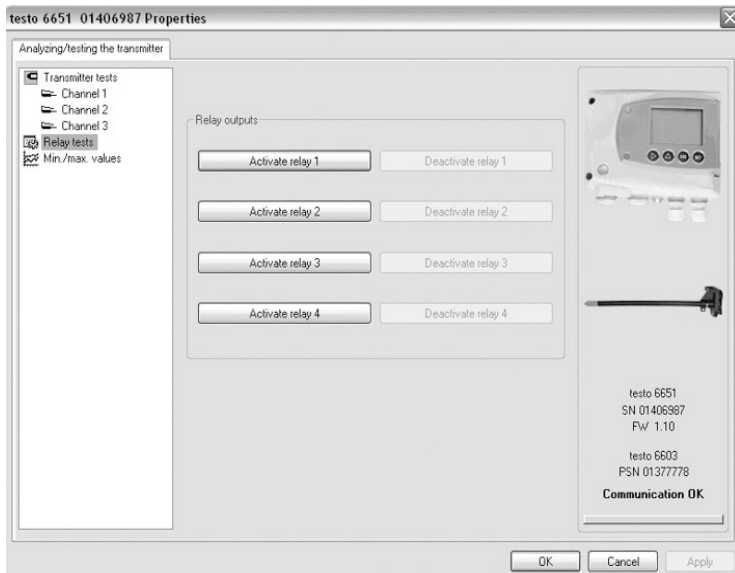 testo 6651 01406987 Properties
Analyzing/testing the transmitter
Transmitter tests
Channel 1
Channel 2
Channel 3
Relay tests
Min./max. values
Relay outputs
Activate relay 1
Deactivate relay 1
Activate relay 2
Deactivate relay 2
Activate relay 3
Deactivate relay 3
Activate relay 4
Deactivate relay 4
testo 6651
SN 01406987
FW 1.10
testo 6603
PSN 01377778
Communication OK
OK
Cancel
Apply